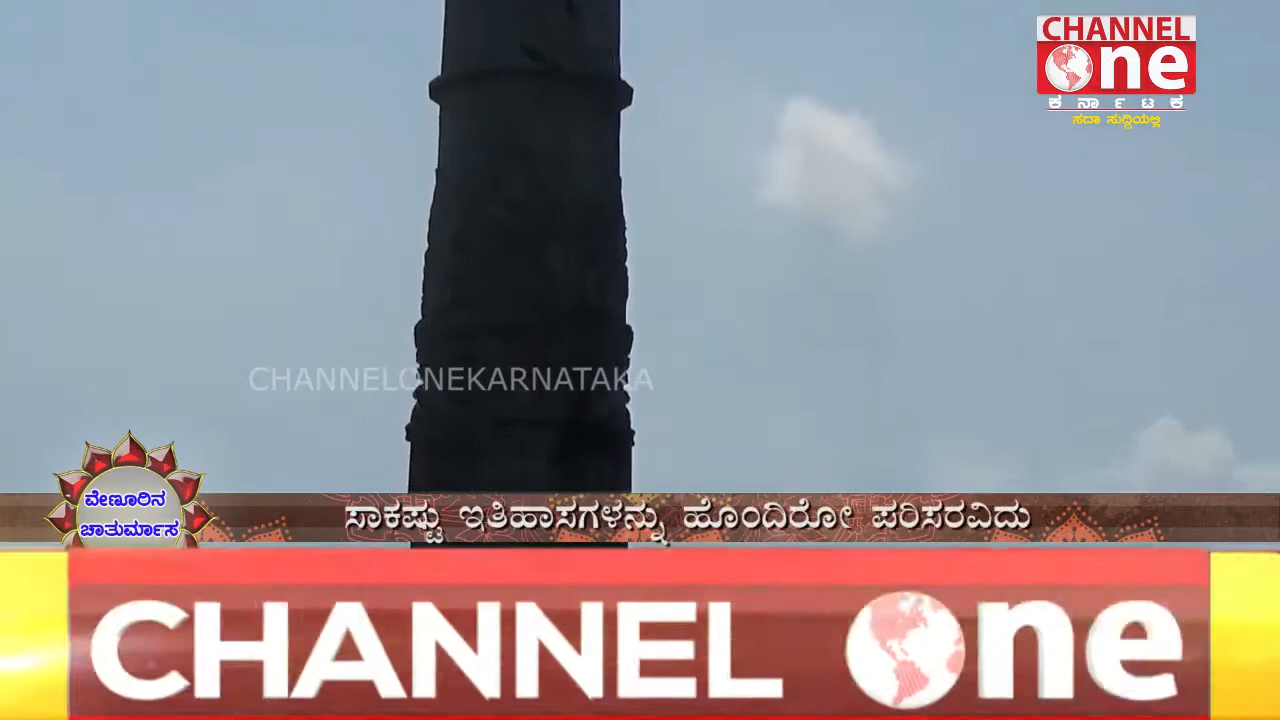 CHANNEL
One
ಕರ್ನಾಟಕ
ಸದಾ ಸುದ್ದಿಯಲ್ಲಿ
CHANNELONEKARNATAKA
ವೇಣೂರಿನ
ಚಾತುರ್ಮಾಸ
ಸಾಕಷ್ಟು ಇತಿಹಾಸಗಳನ್ನು ಹೊಂದಿರೋ ಪರಿಸರವಿದು
CHANNEL One